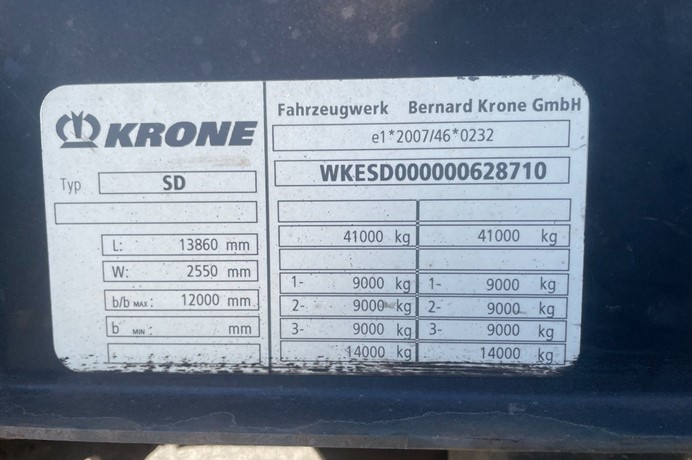 KRONE
Typ SD
L: 13860 mm
W: 2550 mm
b/b MAX: 12000 mm
b MIN: mm
Fahrzeugwerk Bernard Krone GmbH
e1*2007/46*0232
WKESD000000628710
41000 kg 41000 kg
1- 9000 kg 1- 9000 kg
2- 9000 kg 2- 9000 kg
3- 9000 kg 3- 9000 kg
14000 kg 14000 kg